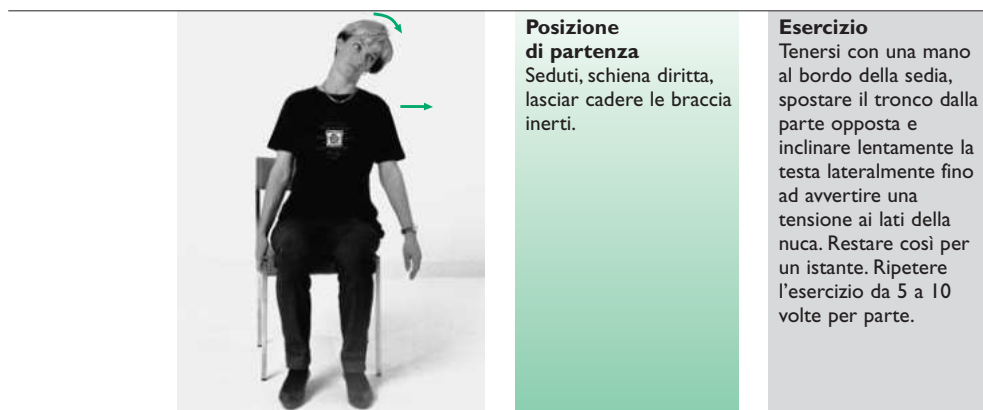 Posizione
di partenza
Seduti, schiena diritta,
lasciar cadere le braccia
inerti.
Esercizio
Tenersi con una mano
al bordo della sedia,
spostare il tronco dalla
parte opposta e
inclinare lentamente la
testa lateralmente fino
ad avvertire una
tensione ai lati della
nuca. Restare così per
un istante. Ripetere
l’esercizio da 5 a 10
volte per parte.